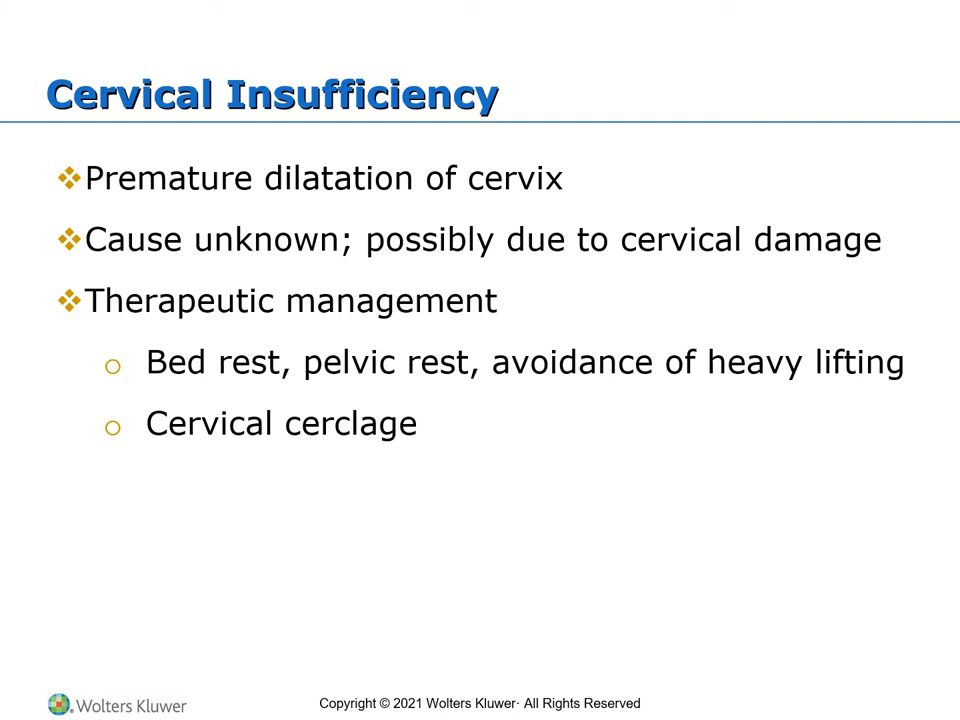 Cervical Insufficiency
Premature dilatation of cervix
Cause unknown; possibly due to cervical damage
Therapeutic management
Bed rest, pelvic rest, avoidance of heavy lifting
Cervical cerclage
Wolters Kluwer
Copyright © 2021 Wolters Kluwer· All Rights Reserved